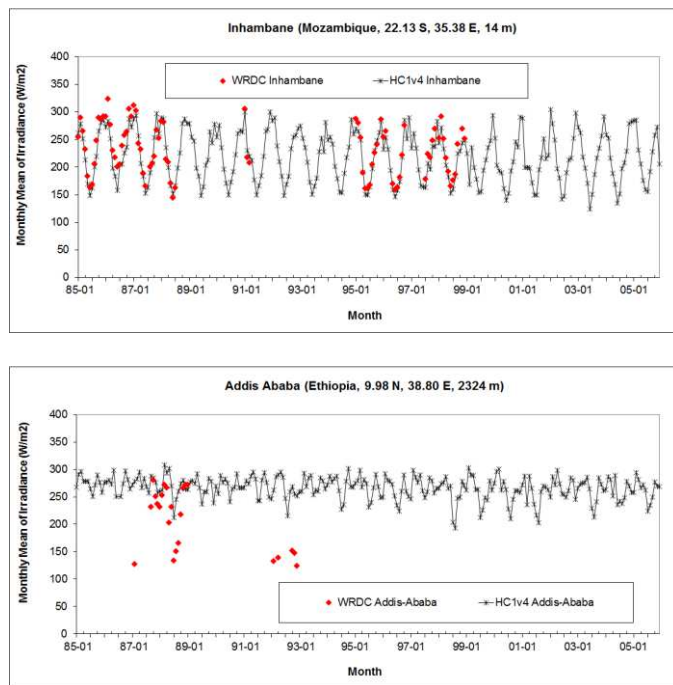 Inhambane (Mozambique, 22.13 S, 35.38 E, 14 m)
Monthly Mean of Irradiance (W/m2)
400
350
300
250
200
150
100
50
0
WRDC Inhambane
HC1v4 Inhambane
85-01 87-01 89-01 91-01 93-01 95-01 97-01 99-01 01-01 03-01 05-01
Month
Addis Ababa (Ethiopia, 9.98 N, 38.80 E, 2324 m)
Monthly Mean of Irradiance (W/m2)
400
350
300
250
200
150
100
50
0
WRDC Addis-Ababa
HC1v4 Addis-Ababa
85-01 87-01 89-01 91-01 93-01 95-01 97-01 99-01 01-01 03-01 05-01
Month